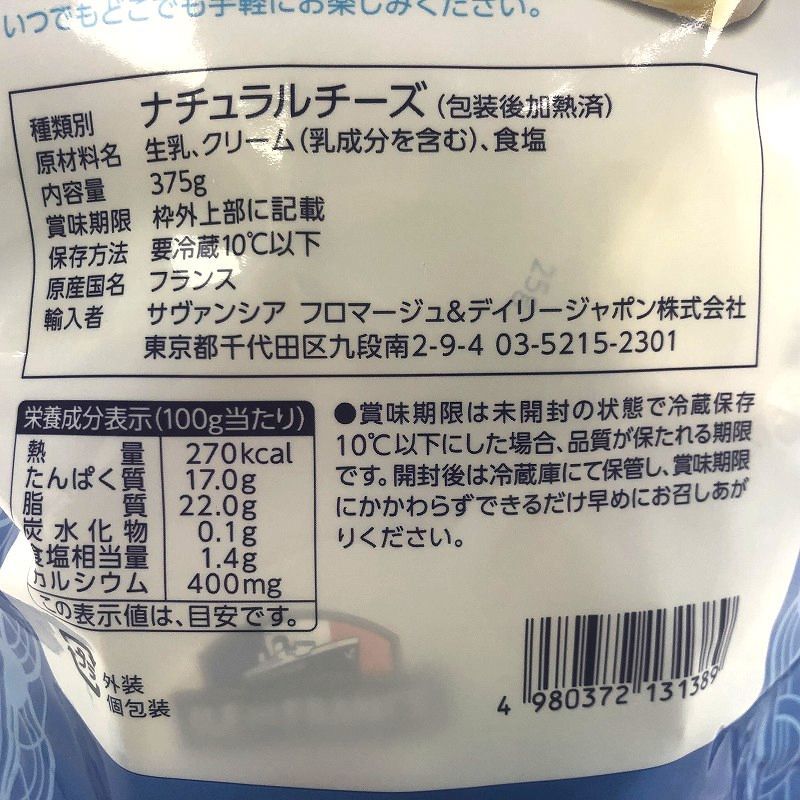 いつでもどこでも手軽にお楽しみください。
種類別 ナチュラルチーズ(包装後加熱済)
原材料名 生乳、クリーム(乳成分を含む)、食塩
内容量 375g
賞味期限 枠外上部に記載
保存方法 要冷蔵10℃以下
原産国名 フランス
輸入者 サヴァンシア フロマージュ&デイリージャポン株式会社
東京都千代田区九段南2-9-4 03-5215-2301
栄養成分表示(100g当たり)
熱量 270kcal
たんぱく質 17.0g
脂質 22.0g
炭水化物 0.1g
食塩相当量 1.4g
カルシウム 400mg
この表示値は、目安です。
●賞味期限は未開封の状態で冷蔵保存
10℃以下にした場合、品質が保たれる期限
です。開封後は冷蔵庫にて保管し、賞味期限
にかかわらずできるだけ早めにお召しあが
りください。
外装
個包装
4 980372 131389